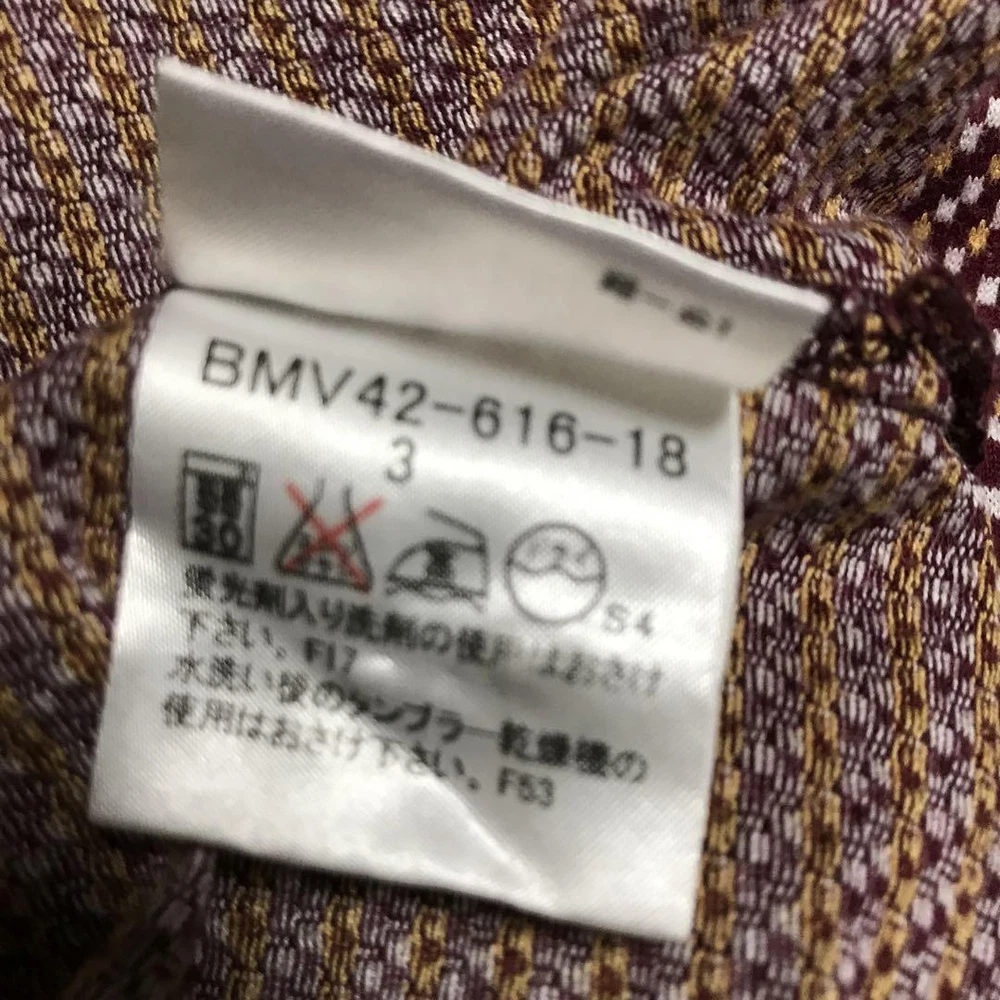 BMV42-616-18
3
S4
蛍光剤入り洗剤の使用はおさけ
下さい。F17
水洗い後のタンブラー乾燥機の
使用はおさけ下さい。F53